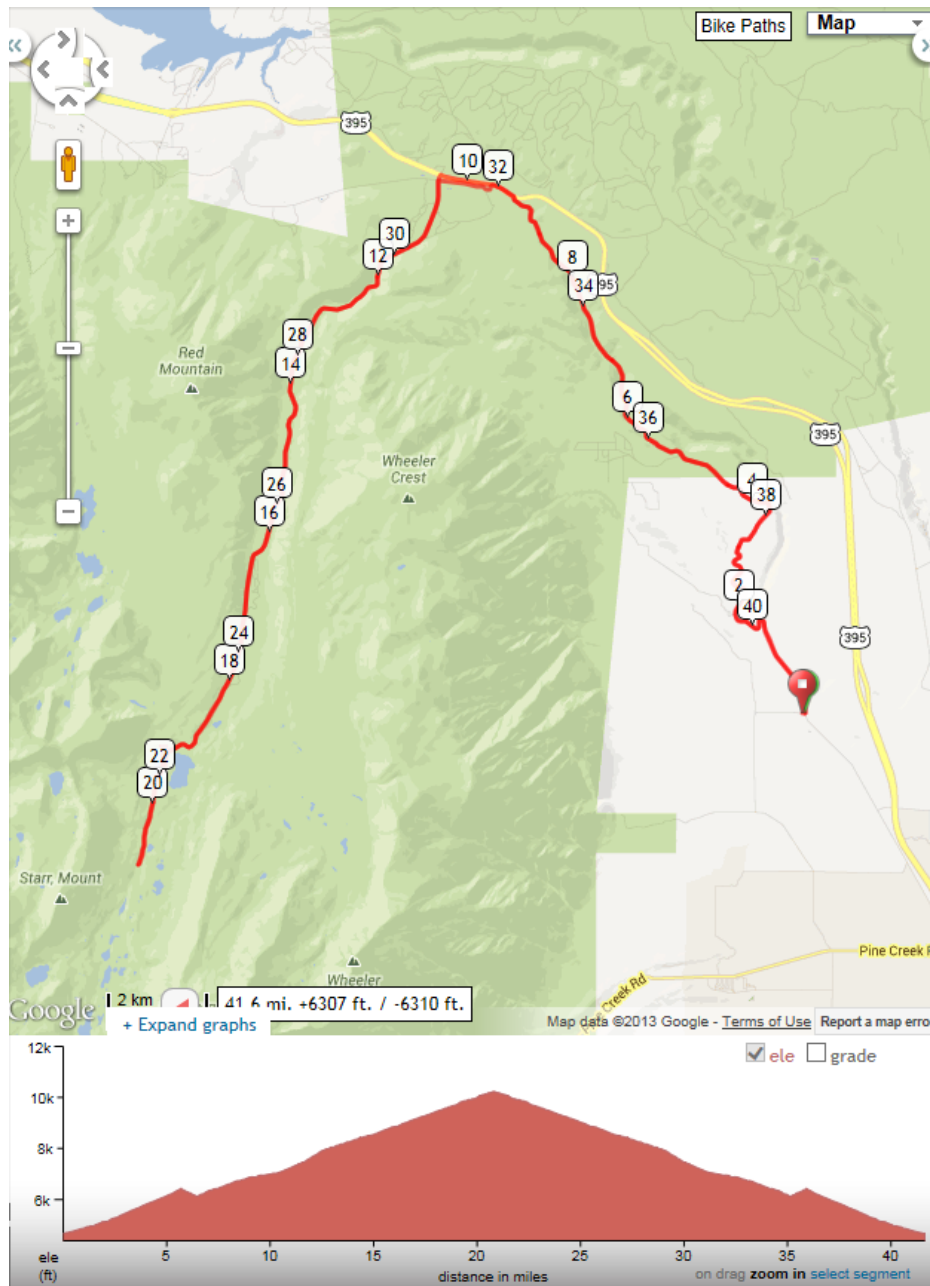 Bike Paths
Map
395
10
32
30
12
8
34
95
28
14
Red
Mountain
6
36
395
Wheeler
Crest
26
16
4
38
2
40
24
18
395
22
20
Starr, Mount
Wheeler
Pine Creek R
Pine Creek Rd
Google
2 km
41.6 mi. +6307 ft. / -6310 ft.
+ Expand graphs
Map data ©2013 Google - Terms of Use
Report a map erro
12k
10k
8k
6k
ele
grade
ele
(ft)
5
10
15
20
25
30
35
40
distance in miles
on drag zoom in select segment